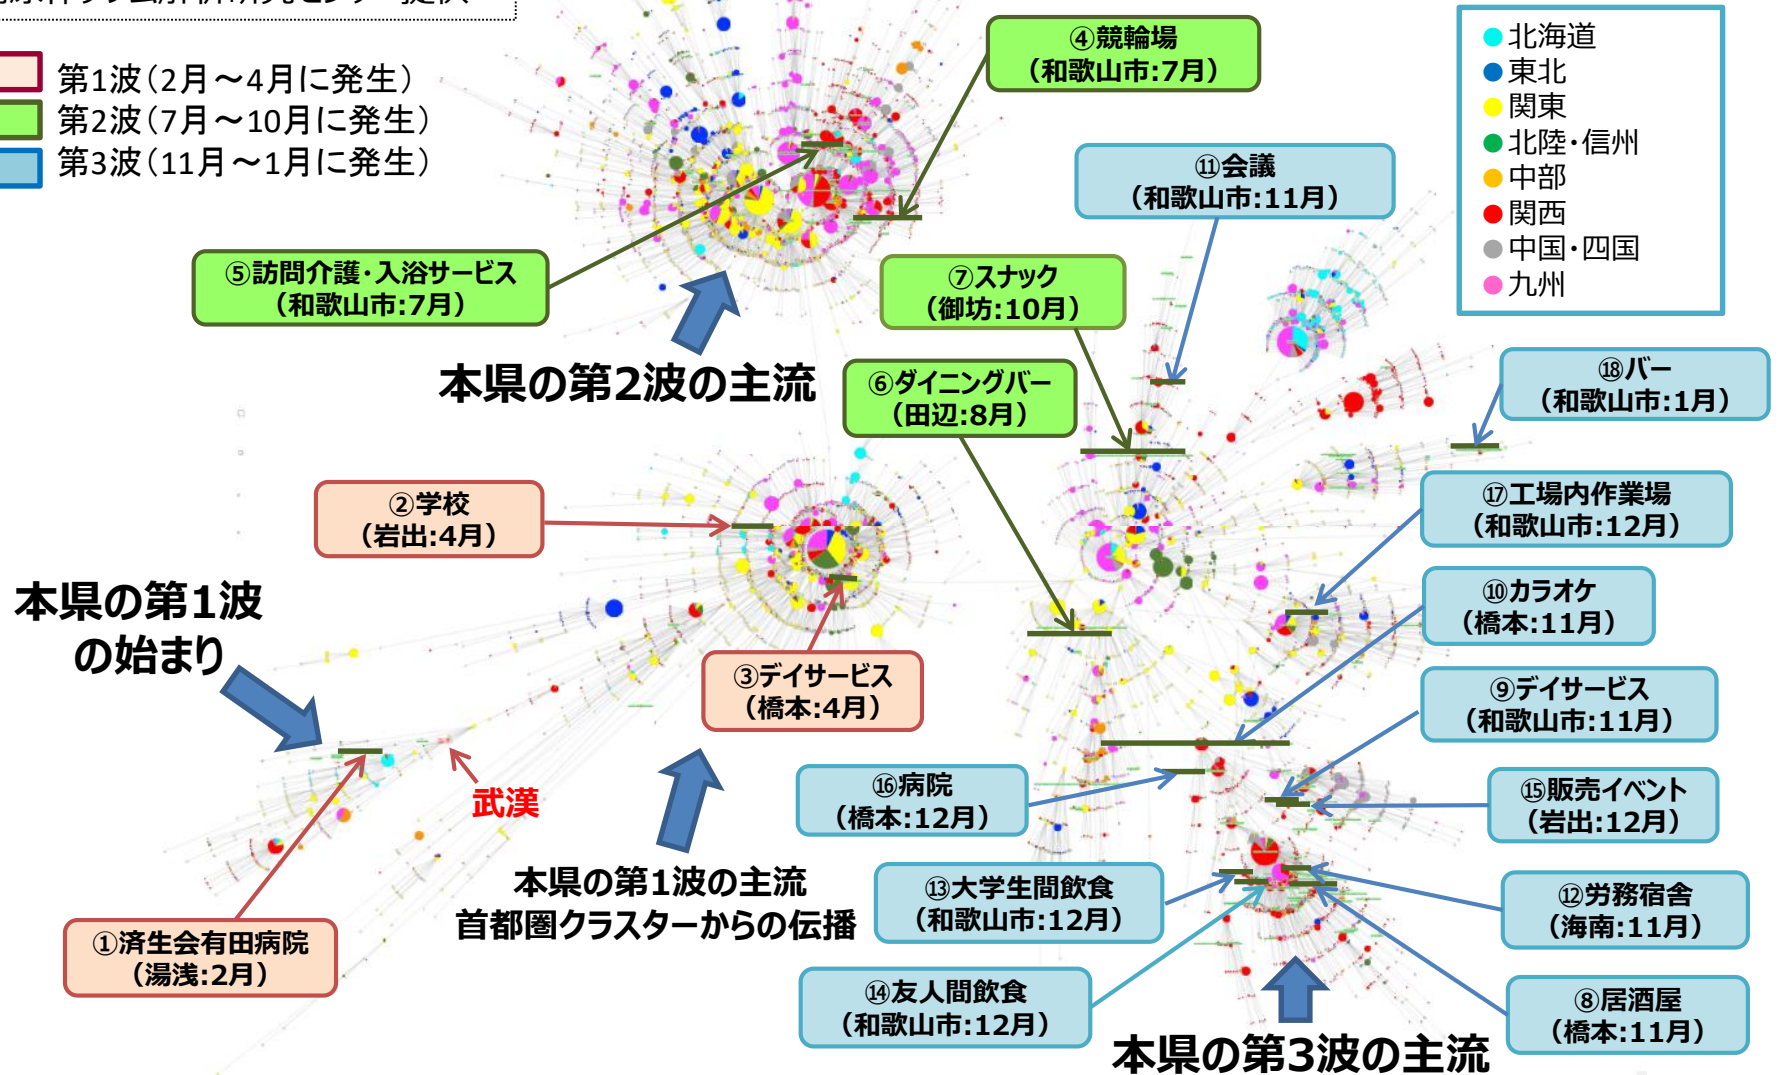 第1波（2月～4月に発生）
第2波（7月～10月に発生）
第3波（11月～1月に発生）
北海道
東北
関東
北陸・信州
中部
関西
中国・四国
九州
④競輪場
（和歌山市:7月）
⑪会議
（和歌山市:11月）
⑤訪問介護・入浴サービス
（和歌山市:7月）
⑦スナック
（御坊:10月）
本県の第2波の主流
⑥ダイニングバー
（田辺:8月）
⑱バー
（和歌山市:1月）
②学校
（岩出:4月）
⑰工場内作業場
（和歌山市:12月）
本県の第1波
の始まり
⑩カラオケ
（橋本:11月）
③デイサービス
（橋本:4月）
⑨デイサービス
（和歌山市:11月）
武漢
⑯病院
（橋本:12月）
⑮販売イベント
（岩出:12月）
本県の第1波の主流
首都圏クラスターからの伝播
⑬大学生間飲食
（和歌山市:12月）
⑫労務宿舎
（海南:11月）
①済生会有田病院
（湯浅:2月）
⑭友人間飲食
（和歌山市:12月）
⑧居酒屋
（橋本:11月）
本県の第3波の主流